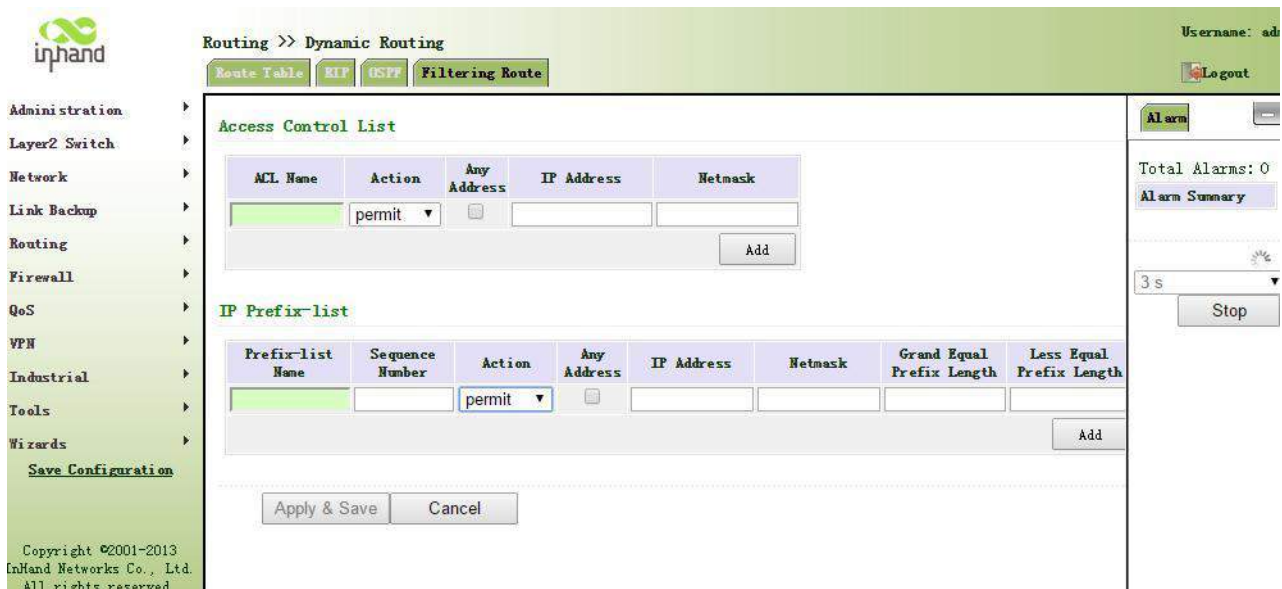 inhand
Routing >> Dynamic Routing
Username: adm
Route Table
RIP
OSPF
Filtering Route
Logout
Administration
Layer2 Switch
Network
Link Backup
Routing
Firewall
QoS
VPN
Industrial
Tools
Wizards
Save Configuration
Copyright ©2001-2013
InHand Networks Co., Ltd.
All rights reserved
Access Control List
ACL Name Action Any Address IP Address Netmask
permit
Add
IP Prefix-list
Prefix-list Name Sequence Number Action Any Address IP Address Netmask Grand Equal Prefix Length Less Equal Prefix Length
permit
Add
Apply & Save
Cancel
Alarm
Total Alarms: 0
Alarm Summary
3 s
Stop